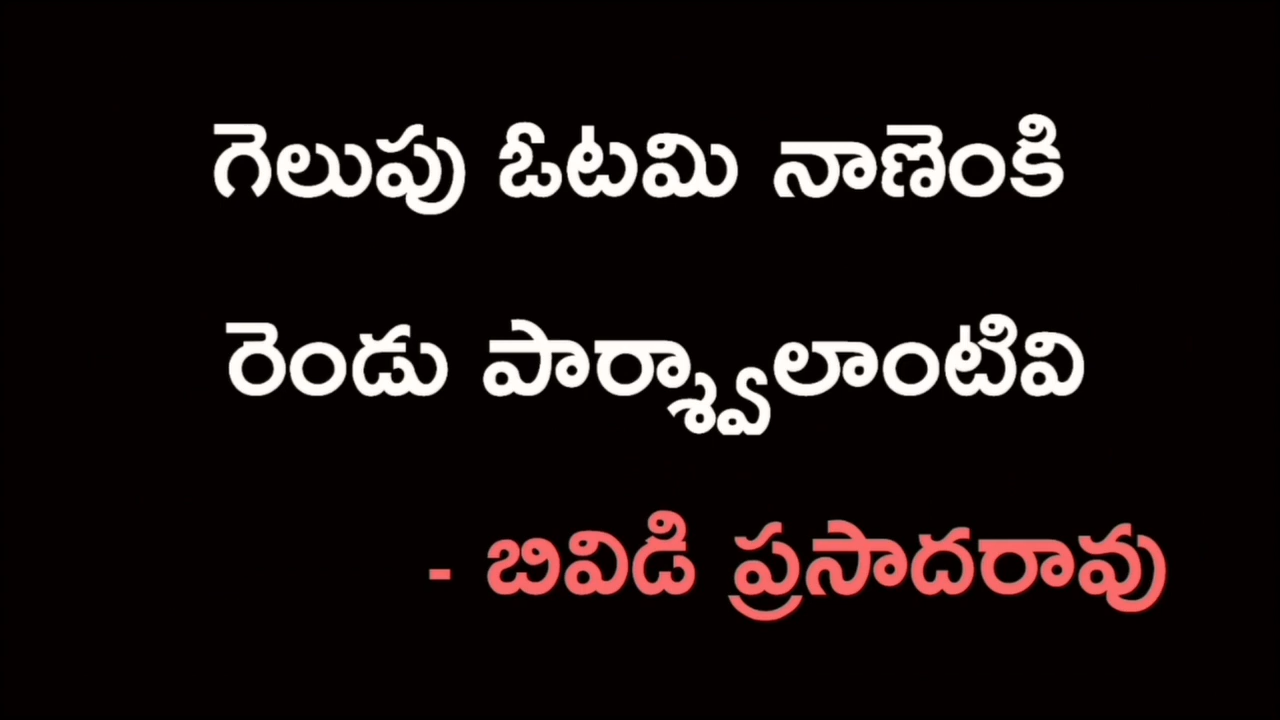 గెలుపు ఓటమి నాణెంకి
రెండు పార్శ్వాలాంటివి
- బివిడి ప్రసాదరావు